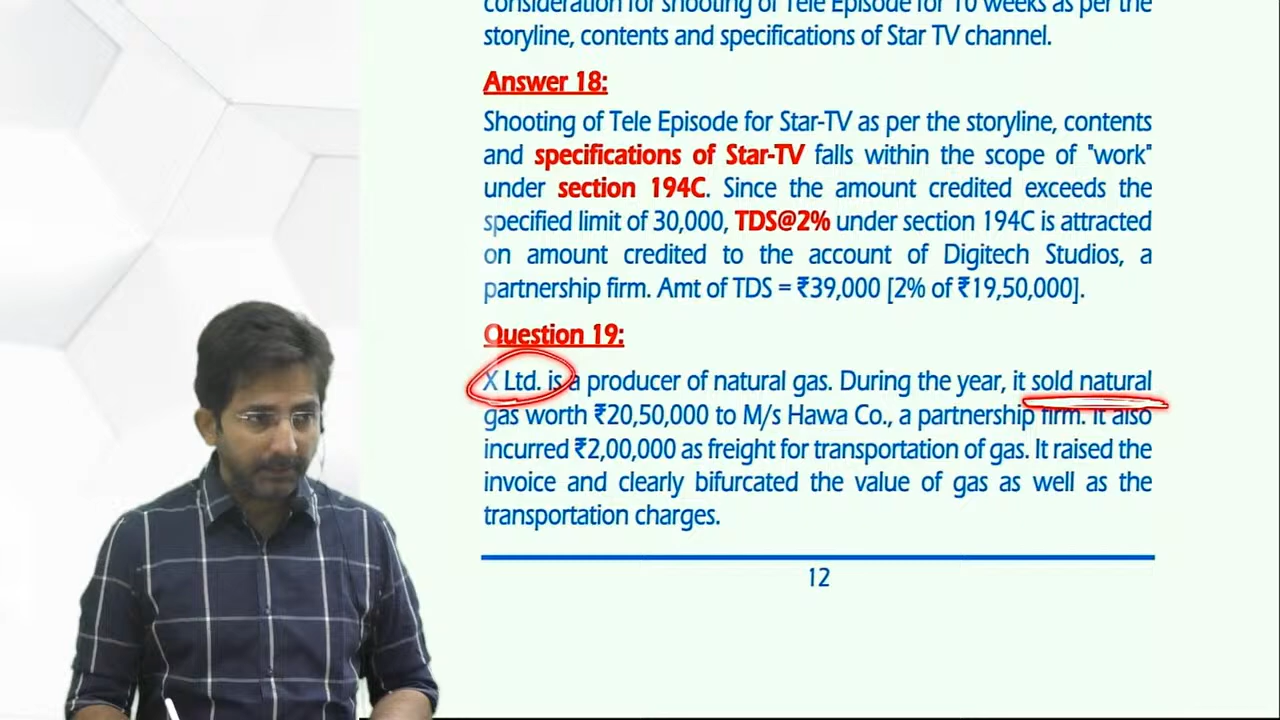 consideration for shooting of Tele Episode for 10 weeks as per the
storyline, contents and specifications of Star TV channel.
Answer 18:
Shooting of Tele Episode for Star-TV as per the storyline, contents
and specifications of Star-TV falls within the scope of "work"
under section 194C. Since the amount credited exceeds the
specified limit of 30,000, TDS@2% under section 194C is attracted
on amount credited to the account of Digitech Studios, a
partnership firm. Amt of TDS = ₹39,000 [2% of ₹19,50,000].
Question 19:
X Ltd. is a producer of natural gas. During the year, it sold natural
gas worth ₹20,50,000 to M/s Hawa Co., a partnership firm. It also
incurred ₹2,00,000 as freight for transportation of gas. It raised the
invoice and clearly bifurcated the value of gas as well as the
transportation charges.
12